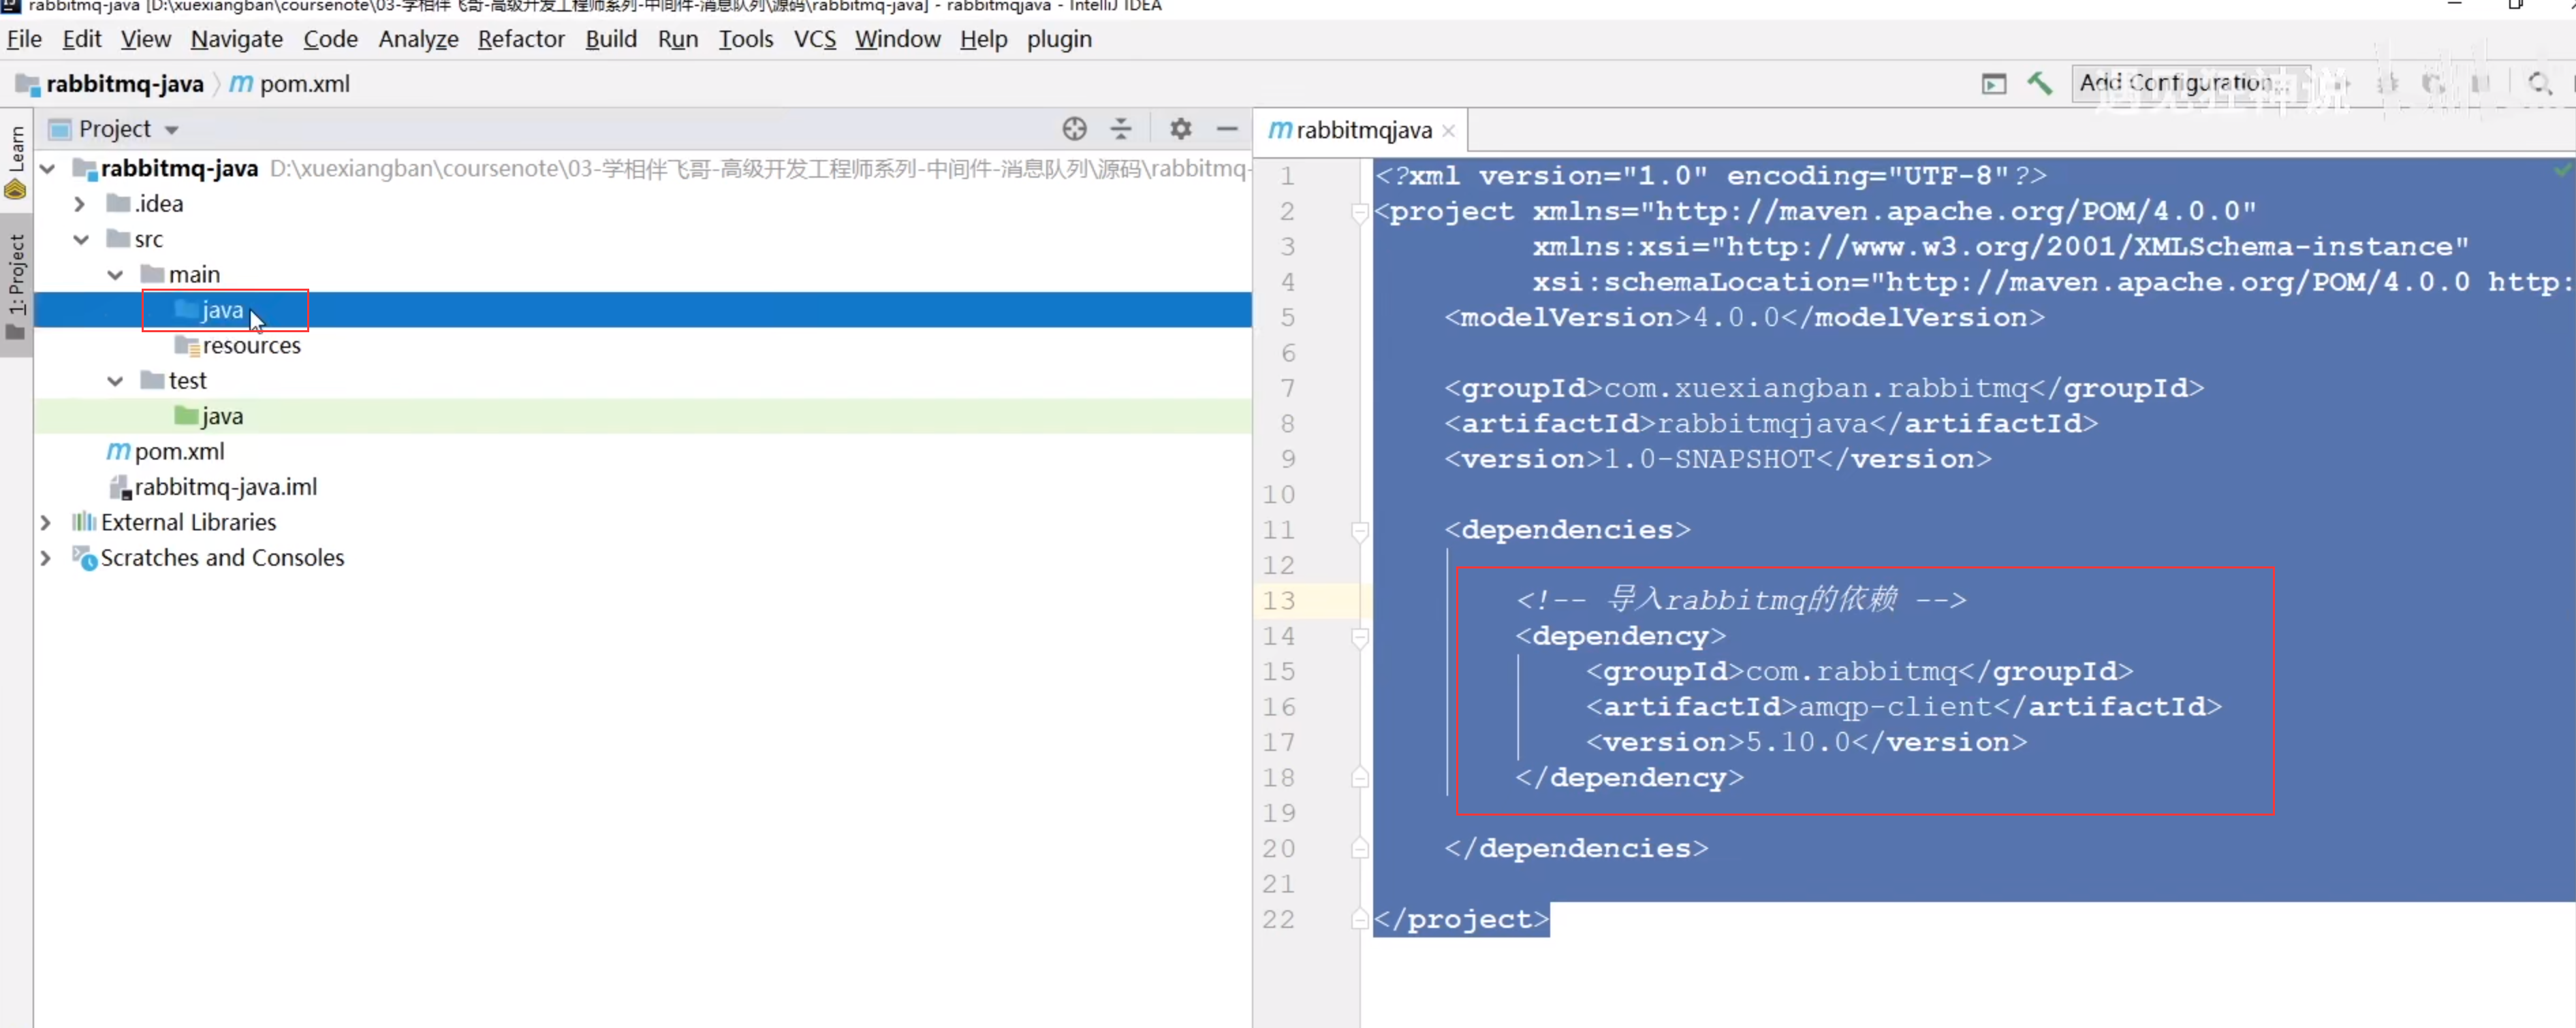 rabbitmq-java [D:\xuexiangban\coursenote\03-学相伴飞哥-高级开发工程师系列-中间件-消息队列\源码\rabbitmq-java] - rabbitmqjava - IntelliJ IDEA
File Edit View Navigate Code Analyze Refactor Build Run Tools VCS Window Help plugin
rabbitmq-java pom.xml
Add Configuration...
遇见狂神说
Learn
1: Project
Project
rabbitmq-java D:\xuexiangban\coursenote\03-学相伴飞哥-高级开发工程师系列-中间件-消息队列\源码\rabbitmq-
.idea
src
main
java
resources
test
java
pom.xml
rabbitmq-java.iml
External Libraries
Scratches and Consoles
rabbitmqjava
1 <?xml version="1.0" encoding="UTF-8"?>
2 <project xmlns="http://maven.apache.org/POM/4.0.0"
3 xmlns:xsi="http://www.w3.org/2001/XMLSchema-instance"
4 xsi:schemaLocation="http://maven.apache.org/POM/4.0.0 http:
5 <modelVersion>4.0.0</modelVersion>
6
7 <groupId>com.xuexiangban.rabbitmq</groupId>
8 <artifactId>rabbitmqjava</artifactId>
9 <version>1.0-SNAPSHOT</version>
10
11 <dependencies>
12
13 <!-- 导入rabbitmq的依赖 -->
14 <dependency>
15 <groupId>com.rabbitmq</groupId>
16 <artifactId>amqp-client</artifactId>
17 <version>5.10.0</version>
18 </dependency>
19
20 </dependencies>
21
22 </project>